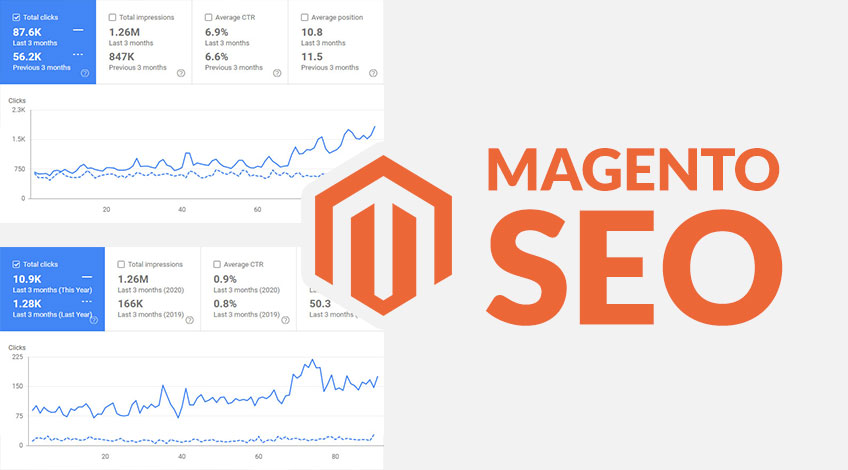 Total clicks
87.6K
Last 3 months
56.2K
Previous 3 months
Total impressions
1.26M
Last 3 months
847K
Previous 3 months
Average CTR
6.9%
Last 3 months
6.6%
Previous 3 months
Average position
10.8
Last 3 months
11.5
Previous 3 months
Clicks
2.3K
1.5K
750
0
20
40
60
MAGENTO
SEO
Total clicks
10.9K
Last 3 months (This Year)
1.28K
Last 3 months (Last Year)
Total impressions
1.26M
Last 3 months (2020)
166K
Last 3 months (2019)
Average CTR
0.9%
Last 3 months (2020)
0.8%
Last 3 months (2019)
50.3
Last 3 months
Clicks
225
150
75
0
20
40
60
80